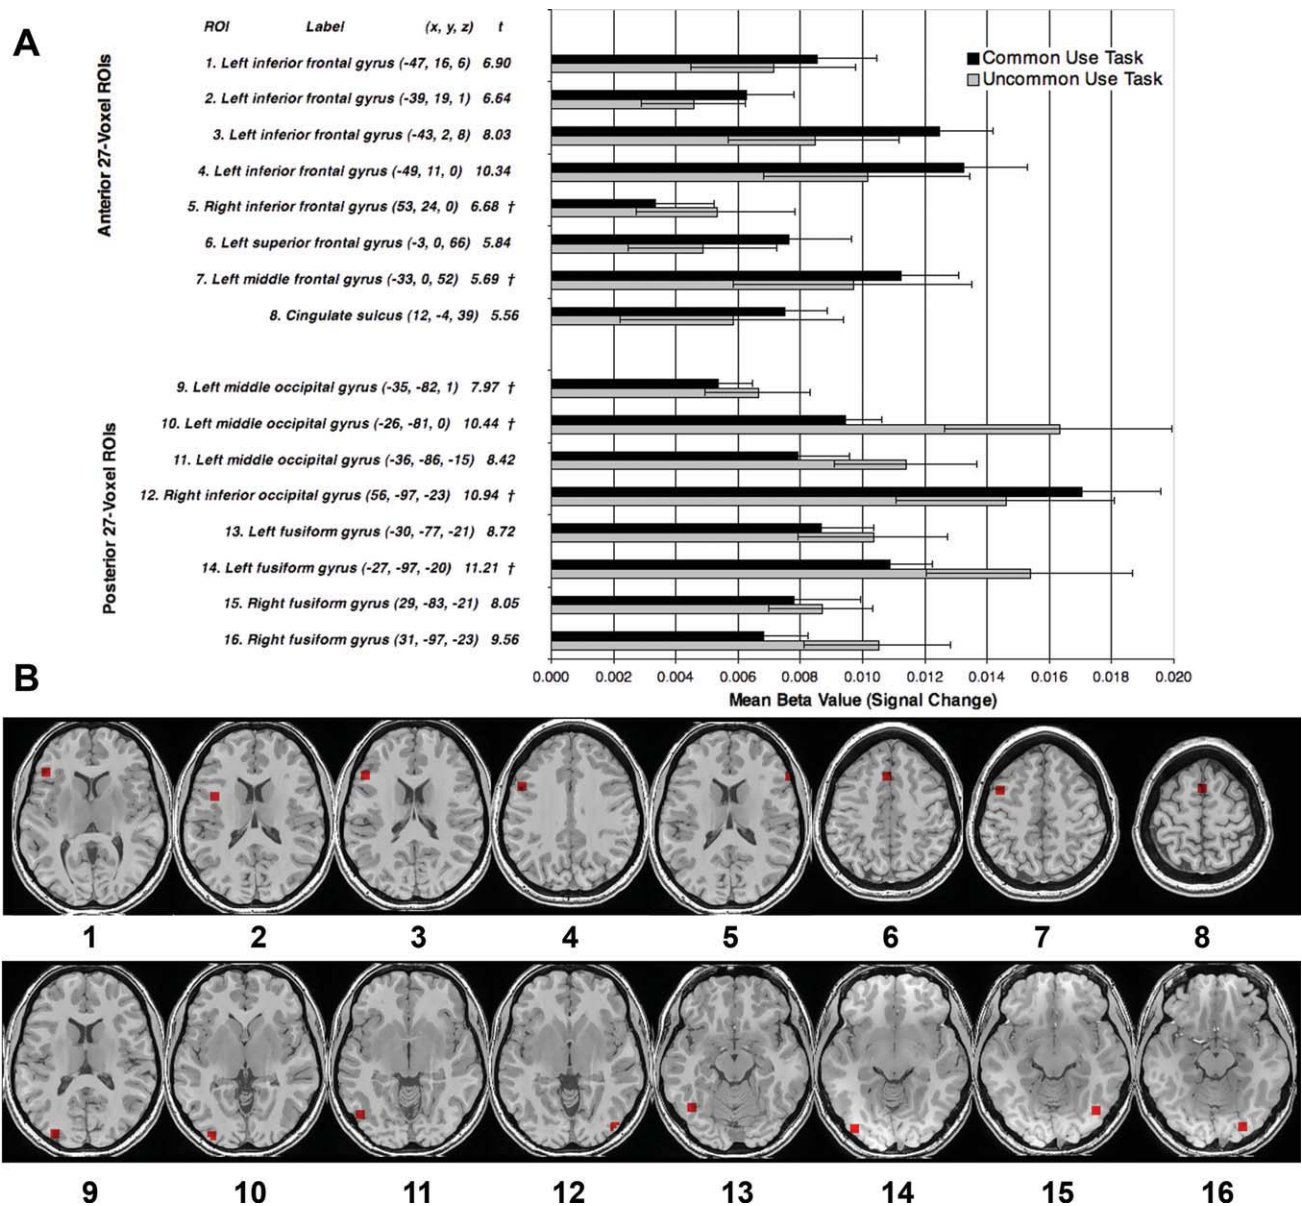 A
ROI Label (x, y, z) t
Anterior 27-Voxel ROIs
1. Left inferior frontal gyrus (-47, 16, 6) 6.90
2. Left inferior frontal gyrus (-39, 19, 1) 6.64
3. Left inferior frontal gyrus (-43, 2, 8) 8.03
4. Left inferior frontal gyrus (-49, 11, 0) 10.34
5. Right inferior frontal gyrus (53, 24, 0) 6.68 †
6. Left superior frontal gyrus (-3, 0, 66) 5.84
7. Left middle frontal gyrus (-33, 0, 52) 5.69 †
8. Cingulate sulcus (12, -4, 39) 5.56
Common Use Task
Uncommon Use Task
Posterior 27-Voxel ROIs
9. Left middle occipital gyrus (-35, -82, 1) 7.97 †
10. Left middle occipital gyrus (-26, -81, 0) 10.44 †
11. Left middle occipital gyrus (-36, -86, -15) 8.42
12. Right inferior occipital gyrus (56, -97, -23) 10.94 †
13. Left fusiform gyrus (-30, -77, -21) 8.72
14. Left fusiform gyrus (-27, -97, -20) 11.21 †
15. Right fusiform gyrus (29, -83, -21) 8.05
16. Right fusiform gyrus (31, -97, -23) 9.56
0.000 0.002 0.004 0.006 0.008 0.010 0.012 0.014 0.016 0.018 0.020
Mean Beta Value (Signal Change)
B
1 2 3 4 5 6 7 8
9 10 11 12 13 14 15 16